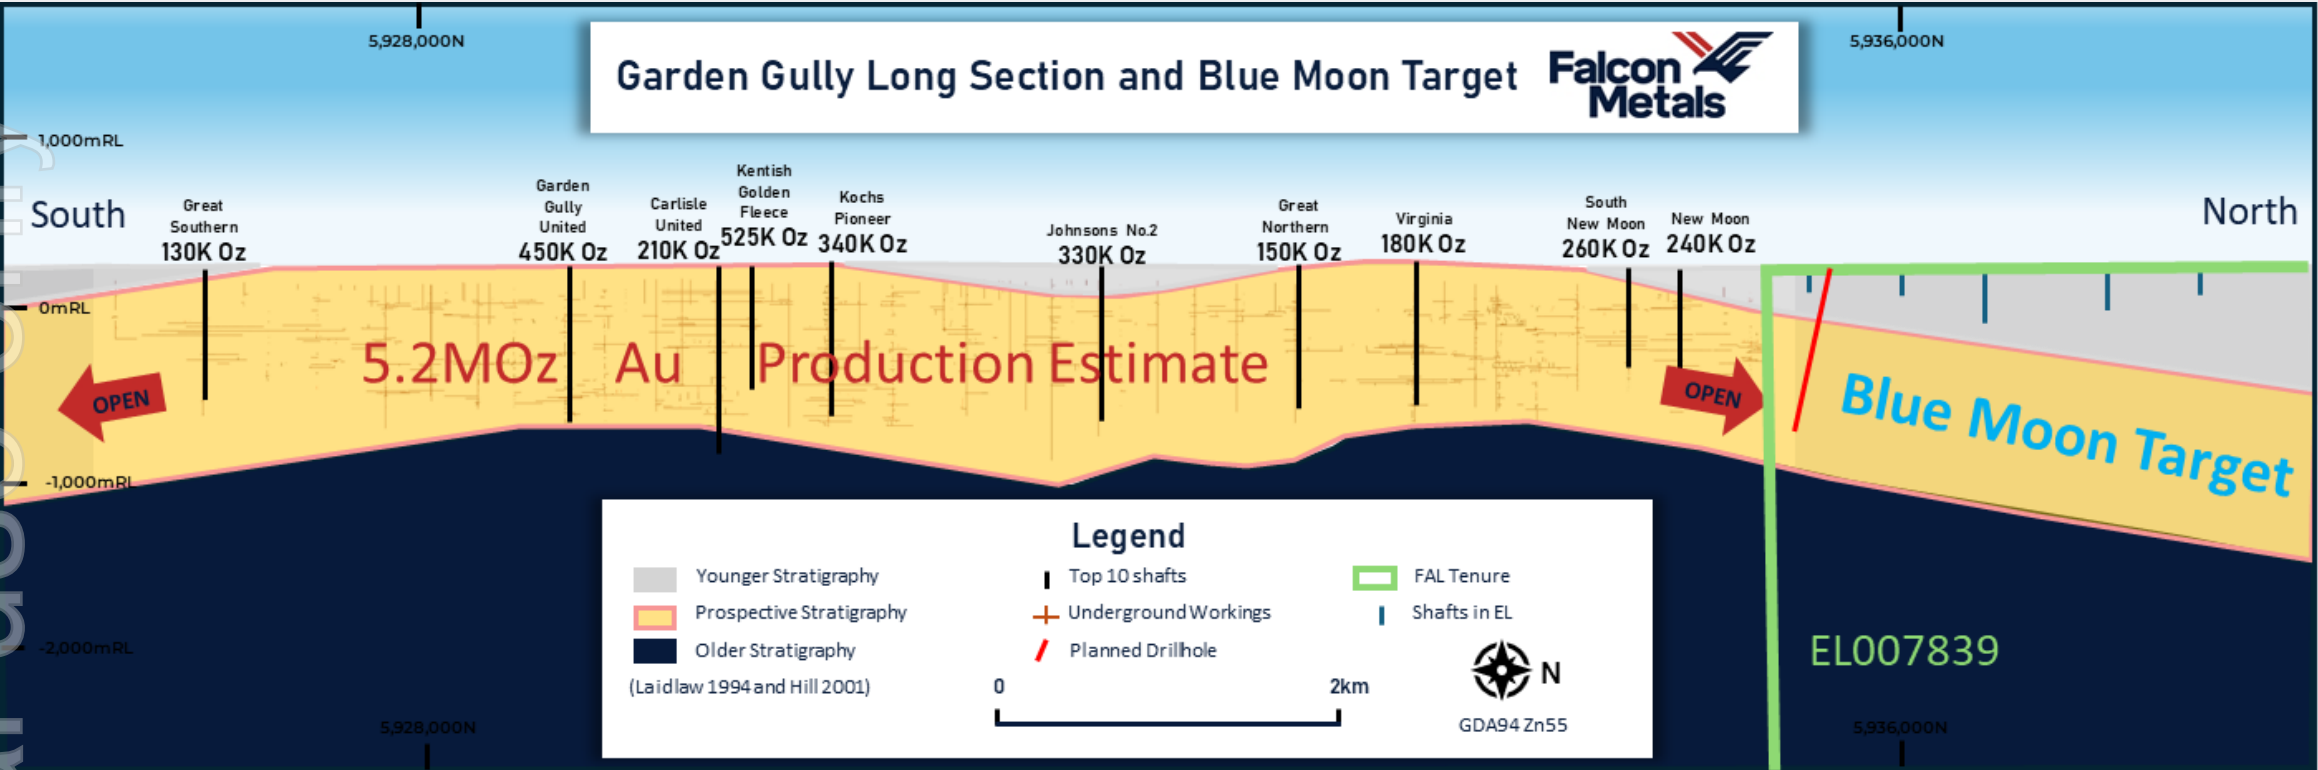 5,928,000N
5,936,000N
Garden Gully Long Section and Blue Moon Target
Falcon
Metals
1,000mRL
South
North
Great
Southern
130K Oz
Garden
Gully
United
450K Oz
Carlisle
United
210K Oz
Kentish
Golden
Fleece
525K Oz
Kochs
Pioneer
340K Oz
Johnsons No.2
330K Oz
Great
Northern
150K Oz
Virginia
180K Oz
South
New Moon
260K Oz
New Moon
240K Oz
0mRL
5.2MOz Au Production Estimate
OPEN
OPEN
Blue Moon Target
-1,000mRL
Legend
Younger Stratigraphy
Top 10 shafts
FAL Tenure
Prospective Stratigraphy
Underground Workings
Shafts in EL
Older Stratigraphy
Planned Drillhole
(Laidlaw 1994 and Hill 2001)
0
2km
N
GDA94 Zn55
EL007839
-2,000mRL
5,928,000N
5,936,000N